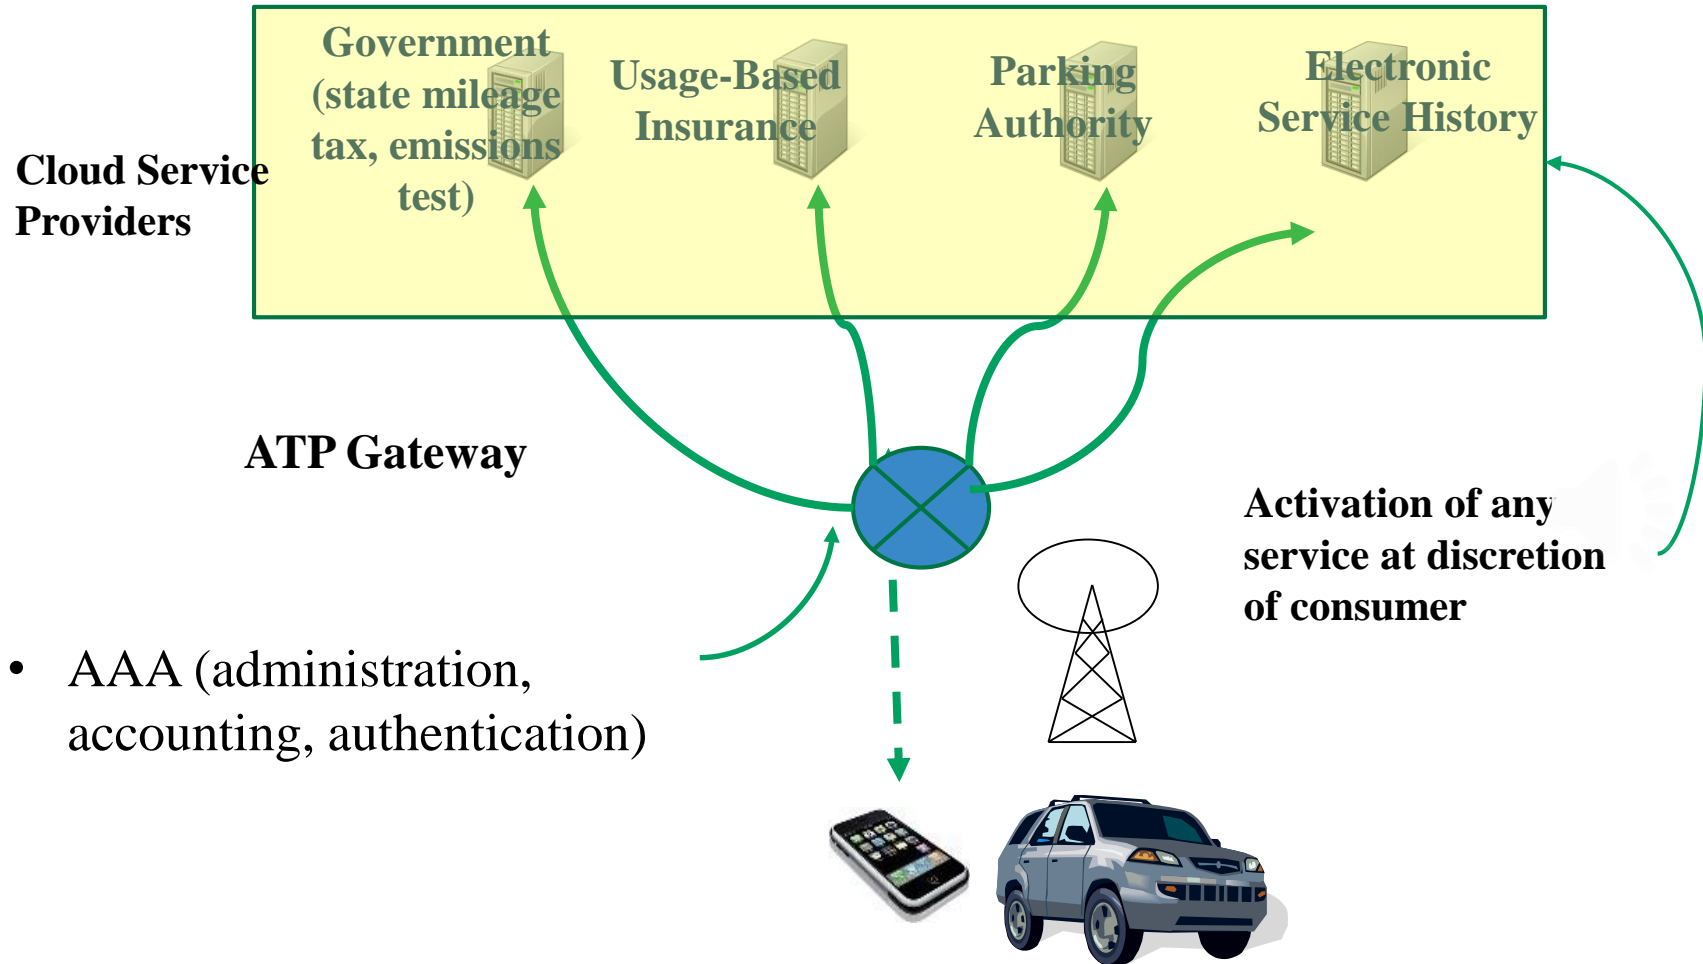 Government
(state mileage
tax, emissions
test)
Usage-Based
Insurance
Parking
Authority
Electronic
Service History
Cloud Service
Providers
ATP Gateway
Activation of any
service at discretion
of consumer
• AAA (administration,
accounting, authentication)